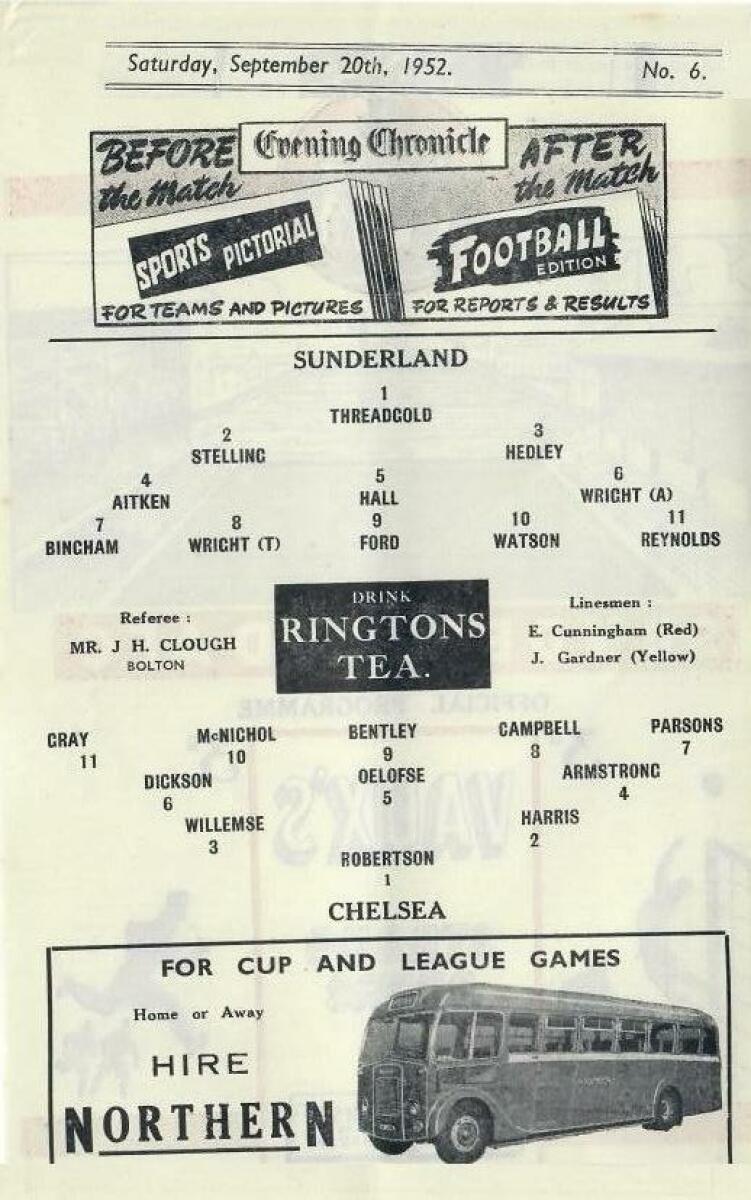 Saturday, September 20th, 1952. No. 6.
BEFORE the Match
Evening Chronicle
AFTER the Match
SPORTS PICTORIAL
FOOTBALL EDITION
FOR TEAMS AND PICTURES
FOR REPORTS & RESULTS
SUNDERLAND
1
THREADGOLD
2 3
STELLING HEDLEY
4 5 6
AITKEN HALL WRIGHT (A)
7 8 9 10 11
BINGHAM WRIGHT (T) FORD WATSON REYNOLDS
Referee :
MR. J H. CLOUGH
BOLTON
DRINK
RINGTONS
TEA.
Linesmen :
E. Cunningham (Red)
J. Gardner (Yellow)
GRAY McNICHOL BENTLEY CAMPBELL PARSONS
11 10 9 8 7
DICKSON OELOFSE ARMSTRONG
6 5 4
WILLEMSE HARRIS
3 2
ROBERTSON
1
CHELSEA
FOR CUP AND LEAGUE GAMES
Home or Away
HIRE
NORTHERN